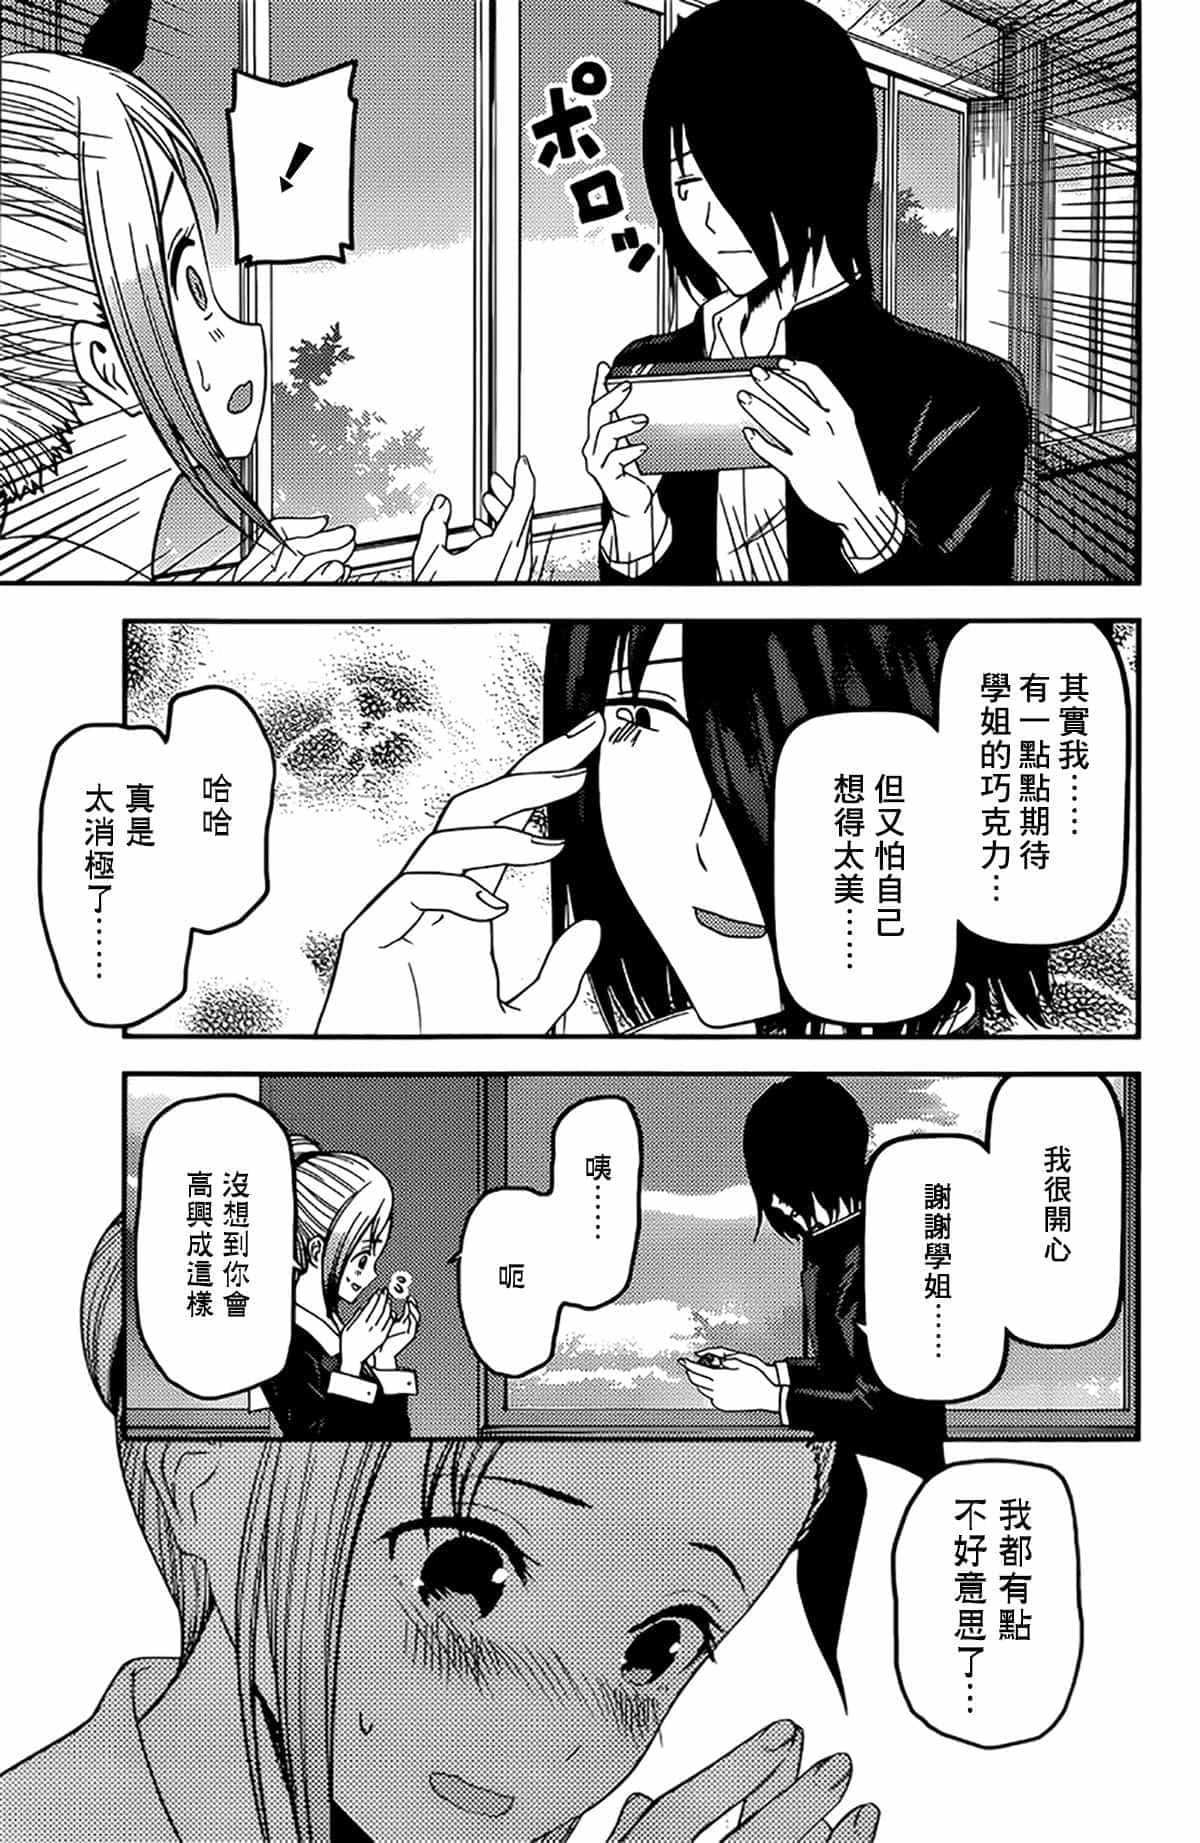 !
ポロッ
其實我……
有一點點期待
學姐的巧克力…
但又怕自己
想得太美……
哈哈
真是
太消極了……
我很開心
謝謝學姐……
咦……
呃
沒想到你會
高興成這樣
我都有點
不好意思了…